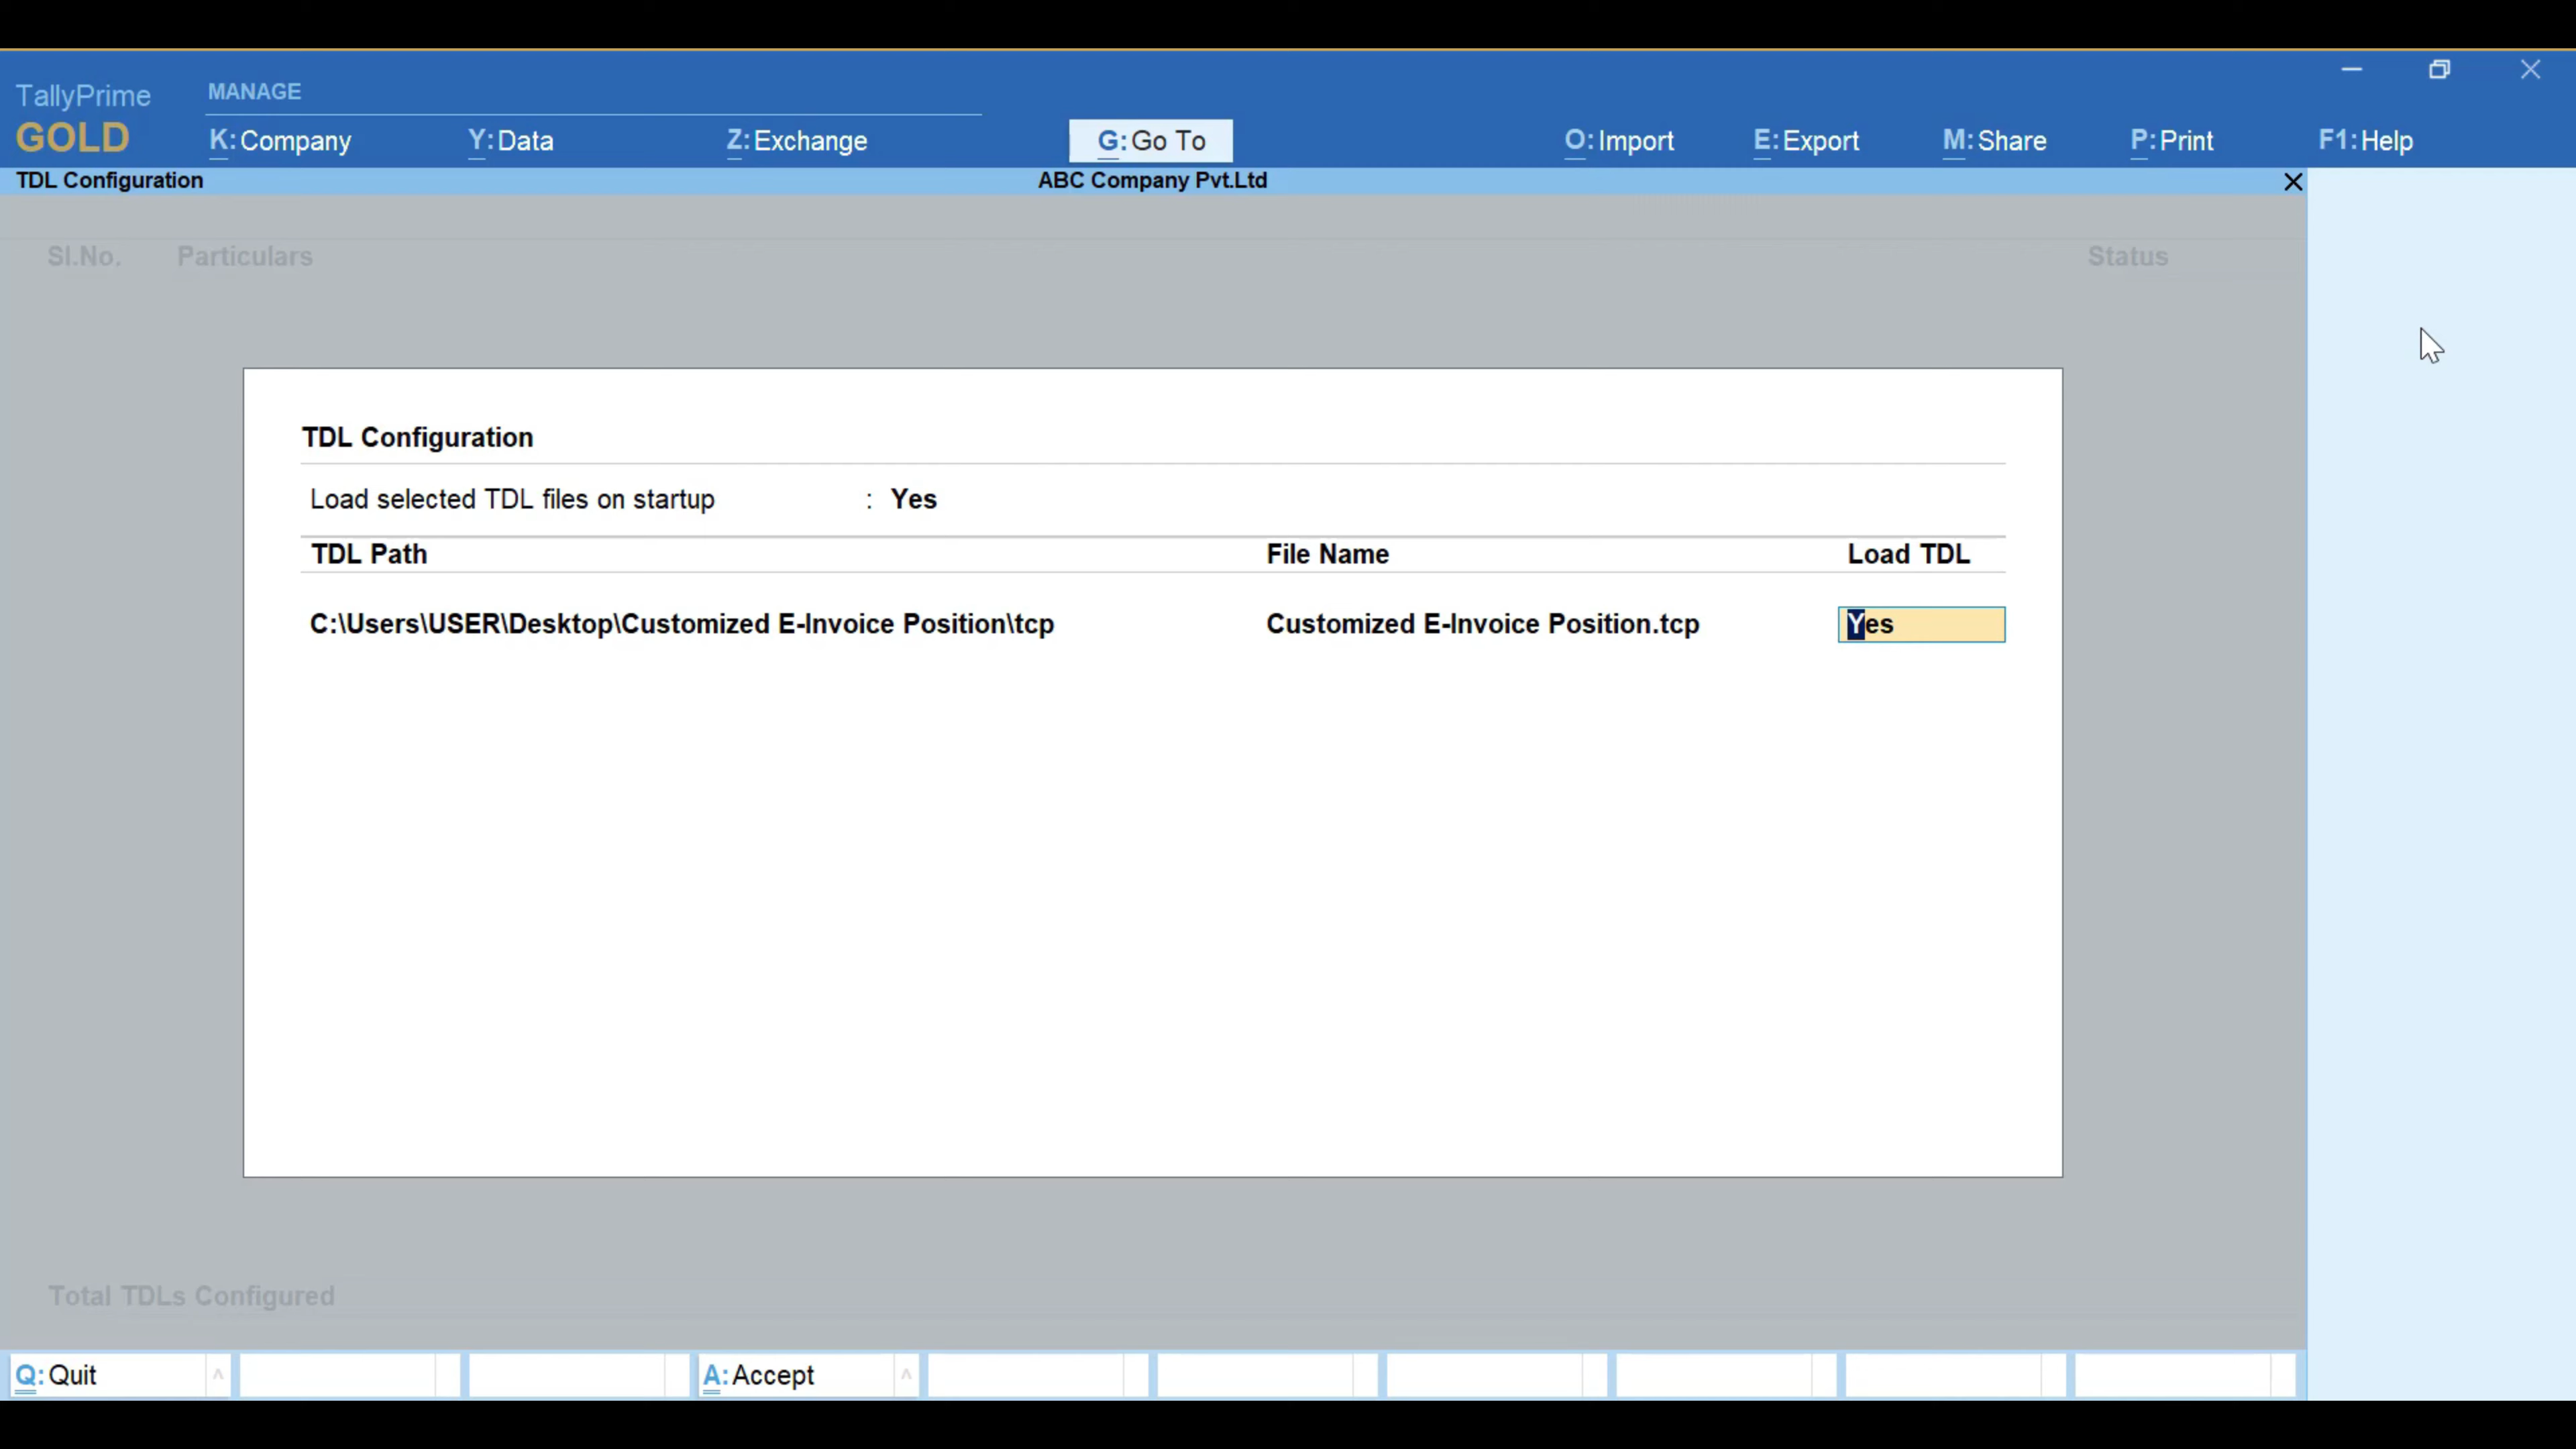 TallyPrime
GOLD
MANAGE
K: Company
Y: Data
Z: Exchange
G: Go To
O: Import
E: Export
M: Share
P: Print
F1: Help
TDL Configuration
ABC Company Pvt.Ltd
Sl.No.
Particulars
Status
TDL Configuration
Load selected TDL files on startup : Yes
TDL Path
File Name
Load TDL
C:\Users\USER\Desktop\Customized E-Invoice Position\tcp
Customized E-Invoice Position.tcp
Yes
Total TDLs Configured
Q: Quit
A: Accept